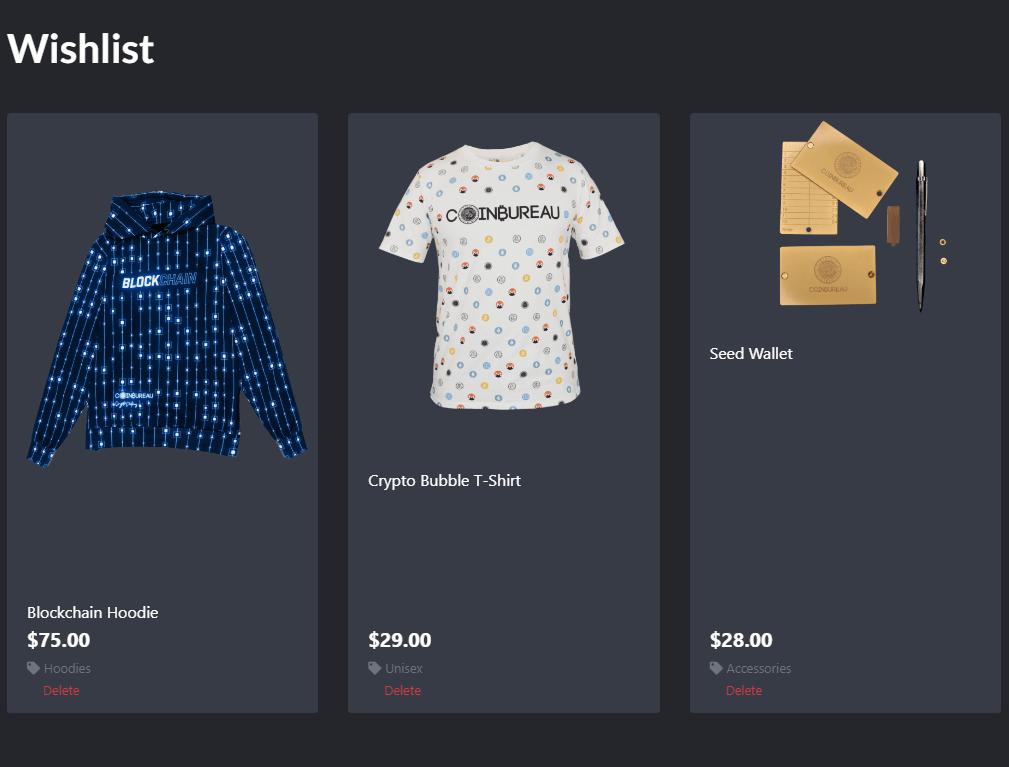 Wishlist
BLOCKCHAIN
COINBUREAU
Blockchain Hoodie
$75.00
Hoodies
Delete
COINBUREAU
Crypto Bubble T-Shirt
$29.00
Unisex
Delete
COINBUREAU
COINBUREAU
Seed Wallet
$28.00
Accessories
Delete